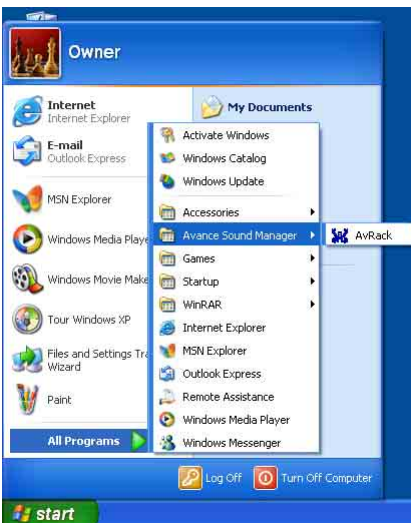 Owner
Internet
Internet Explorer
E-mail
Outlook Express
MSN Explorer
Windows Media Playe
Windows Movie Make
Tour Windows XP
Files and Settings Tra
Wizard
Paint
All Programs
My Documents
Activate Windows
Windows Catalog
Windows Update
Accessories
Avance Sound Manager
Games
Startup
WinRAR
Internet Explorer
MSN Explorer
Outlook Express
Remote Assistance
Windows Media Player
Windows Messenger
AvRack
Log Off
Turn Off Computer
start